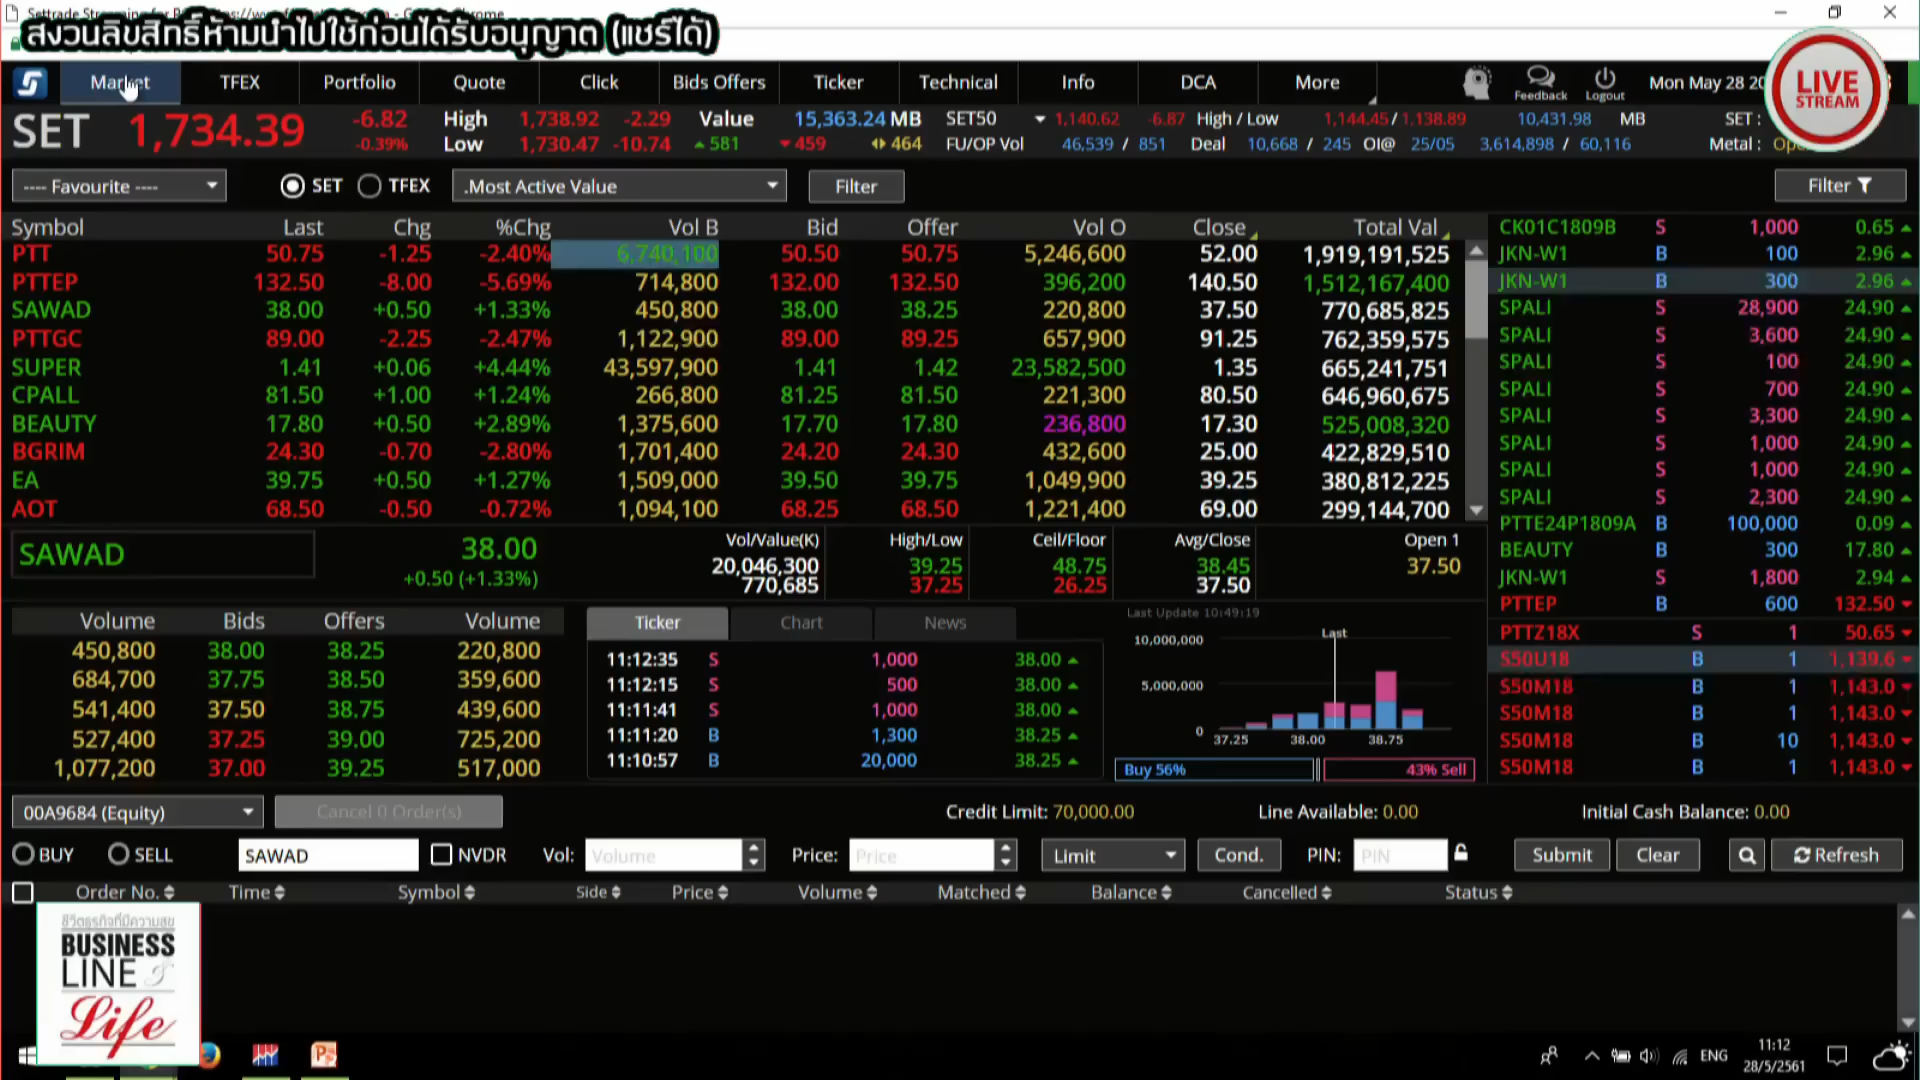 สงวนลิขสิทธิ์ห้ามนำไปใช้ก่อนได้รับอนุญาต (แชร์ได้)
LIVE STREAM
Market TFEX Portfolio Quote Click Bids Offers Ticker Technical Info DCA More Feedback Logout Mon May 28
SET 1,734.39 -6.82 -0.39%
High 1,738.92 -2.29 Value 15,363.24 MB SET50 1,140.62 -6.87 High / Low 1,144.45 / 1,138.89 10,431.98 MB SET :
Low 1,730.47 -10.74 581 459 464 FU/OP Vol 46,539 / 851 Deal 10,668 / 245 OI@ 25/05 3,614,898 / 60,116 Metal :
---- Favourite ---- SET TFEX .Most Active Value Filter Filter
Symbol Last Chg %Chg Vol B Bid Offer Vol O Close Total Val
PTT 50.75 -1.25 -2.40% 6,740,100 50.50 50.75 5,246,600 52.00 1,919,191,525
PTTEP 132.50 -8.00 -5.69% 714,800 132.00 132.50 396,200 140.50 1,512,167,400
SAWAD 38.00 +0.50 +1.33% 450,800 38.00 38.25 220,800 37.50 770,685,825
PTTGC 89.00 -2.25 -2.47% 1,122,900 89.00 89.25 657,900 91.25 762,359,575
SUPER 1.41 +0.06 +4.44% 43,597,900 1.41 1.42 23,582,500 1.35 665,241,751
CPALL 81.50 +1.00 +1.24% 266,800 81.25 81.50 221,300 80.50 646,960,675
BEAUTY 17.80 +0.50 +2.89% 1,375,600 17.70 17.80 236,800 17.30 525,008,320
BGRIM 24.30 -0.70 -2.80% 1,701,400 24.20 24.30 432,600 25.00 422,829,510
EA 39.75 +0.50 +1.27% 1,509,000 39.50 39.75 1,049,900 39.25 380,812,225
AOT 68.50 -0.50 -0.72% 1,094,100 68.25 68.50 1,221,400 69.00 299,144,700
CK01C1809B S 1,000 0.65
JKN-W1 B 100 2.96
JKN-W1 B 300 2.96
SPALI S 28,900 24.90
SPALI S 3,600 24.90
SPALI S 100 24.90
SPALI S 700 24.90
SPALI S 3,300 24.90
SPALI S 1,000 24.90
SPALI S 1,000 24.90
SPALI S 2,300 24.90
PTTE24P1809A B 100,000 0.09
BEAUTY B 300 17.80
JKN-W1 S 1,800 2.94
PTTEP B 600 132.50
PTTZ18X S 1 50.65
S50U18 B 1 1,139.6
S50M18 B 1 1,143.0
S50M18 B 1 1,143.0
S50M18 B 10 1,143.0
S50M18 B 1 1,143.0
SAWAD 38.00 +0.50 (+1.33%)
Vol/Value(K) High/Low Ceil/Floor Avg/Close Open 1
20,046,300 39.25 48.75 38.45 37.50
770,685 37.25 26.25 37.50
Volume Bids Offers Volume
450,800 38.00 38.25 220,800
684,700 37.75 38.50 359,600
541,400 37.50 38.75 439,600
527,400 37.25 39.00 725,200
1,077,200 37.00 39.25 517,000
Ticker Chart News
11:12:35 S 1,000 38.00
11:12:15 S 500 38.00
11:11:41 S 1,000 38.00
11:11:20 B 1,300 38.25
11:10:57 B 20,000 38.25
Last Update 10:49:19
Last
10,000,000
5,000,000
0
37.25 38.00 38.75
Buy 56% 43% Sell
00A9684 (Equity) Cancel 0 Order(s) Credit Limit: 70,000.00 Line Available: 0.00 Initial Cash Balance: 0.00
BUY SELL SAWAD NVDR Vol: Volume Price: Price Limit Cond. PIN: PIN Submit Clear Refresh
Order No. Time Symbol Side Price Volume Matched Balance Cancelled Status
ชีวิตธุรกิจที่มีความสุข
BUSINESS
LINE &
Life
ENG 11:12
28/5/2561